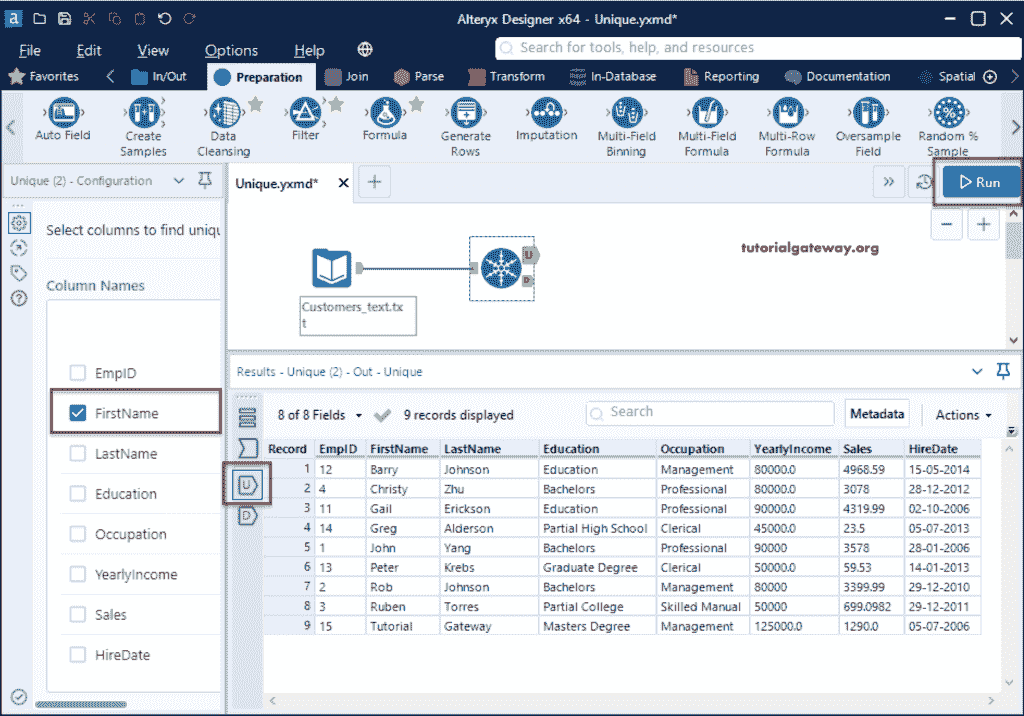 a
Alteryx Designer x64 - Unique.yxmd*
File Edit View Options Help
Search for tools, help, and resources
Favorites In/Out Preparation Join Parse Transform In-Database Reporting Documentation Spatial
Auto Field
Create
Samples
Data
Cleansing
Filter
Formula
Generate
Rows
Imputation
Multi-Field
Binning
Multi-Field
Formula
Multi-Row
Formula
Oversample
Field
Random %
Sample
Unique (2) - Configuration
Unique.yxmd*
Run
Select columns to find uniqu
Column Names
EmpID
FirstName
LastName
Education
Occupation
YearlyIncome
Sales
HireDate
U
D
Customers_text.tx
t
tutorialgateway.org
Results - Unique (2) - Out - Unique
8 of 8 Fields 9 records displayed Search Metadata Actions
U
D
Record EmpID FirstName LastName Education Occupation YearlyIncome Sales HireDate
1 12 Barry Johnson Education Management 80000.0 4968.59 15-05-2014
2 4 Christy Zhu Bachelors Professional 80000.0 3078 28-12-2012
3 11 Gail Erickson Education Professional 90000.0 4319.99 02-10-2006
4 14 Greg Alderson Partial High School Clerical 45000.0 23.5 05-07-2013
5 1 John Yang Bachelors Professional 90000 3578 28-01-2006
6 13 Peter Krebs Graduate Degree Clerical 50000.0 59.53 14-01-2013
7 2 Rob Johnson Bachelors Management 80000 3399.99 29-12-2010
8 3 Ruben Torres Partial College Skilled Manual 50000 699.0982 29-12-2011
9 15 Tutorial Gateway Masters Degree Management 125000.0 1290.0 05-07-2006